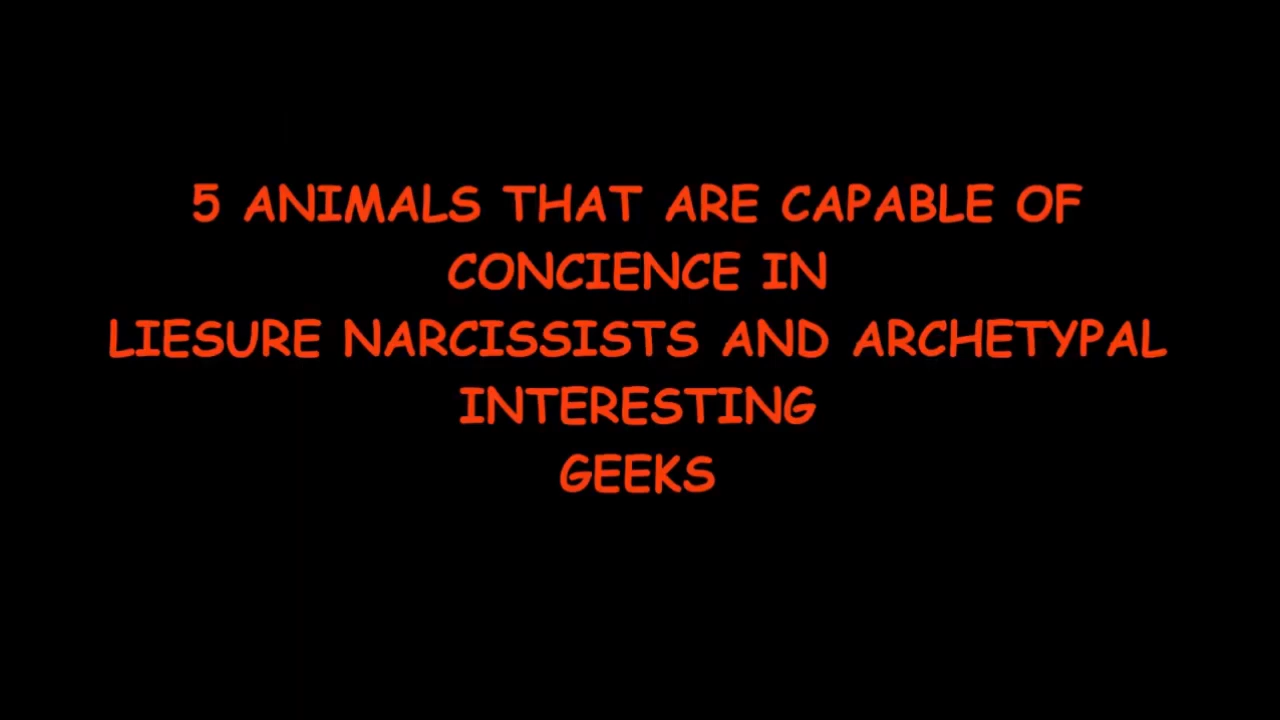 5 ANIMALS THAT ARE CAPABLE OF
CONCIENCE IN
LIESURE NARCISSISTS AND ARCHETYPAL
INTERESTING
GEEKS